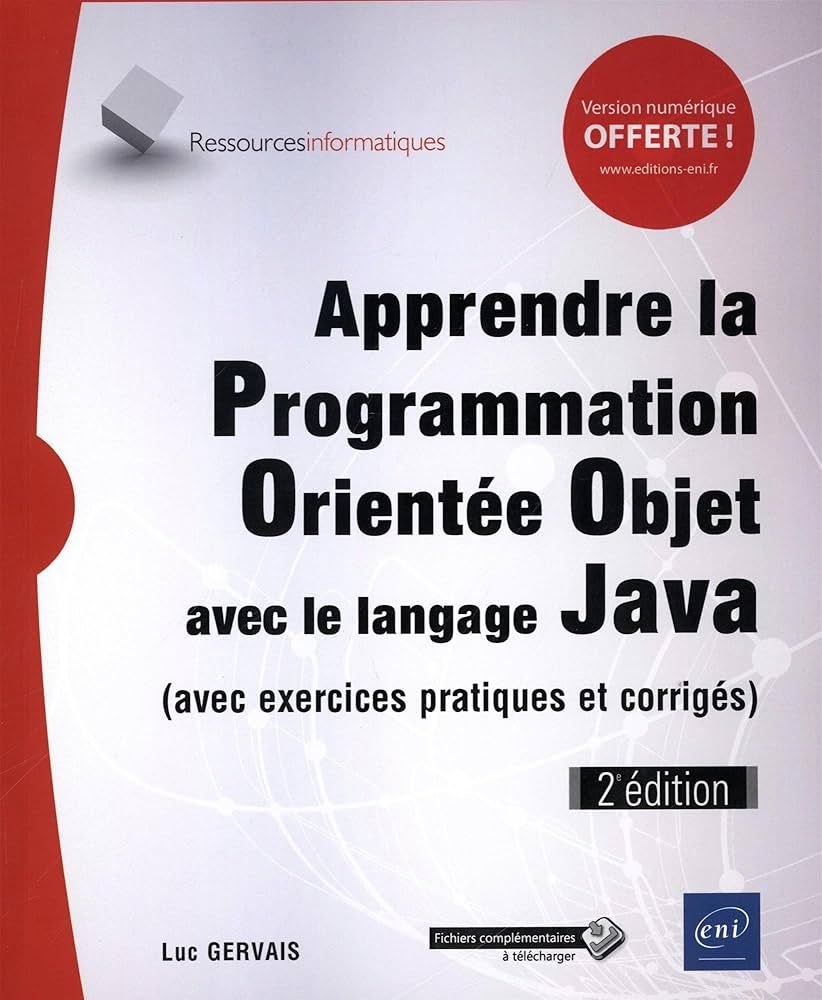 Ressourcesinformatiques
Version numérique
OFFERTE !
www.editions-eni.fr
Apprendre la
Programmation
Orientée Objet
avec le langage Java
(avec exercices pratiques et corrigés)
2e édition
Luc GERVAIS
Fichiers complémentaires
à télécharger
eni